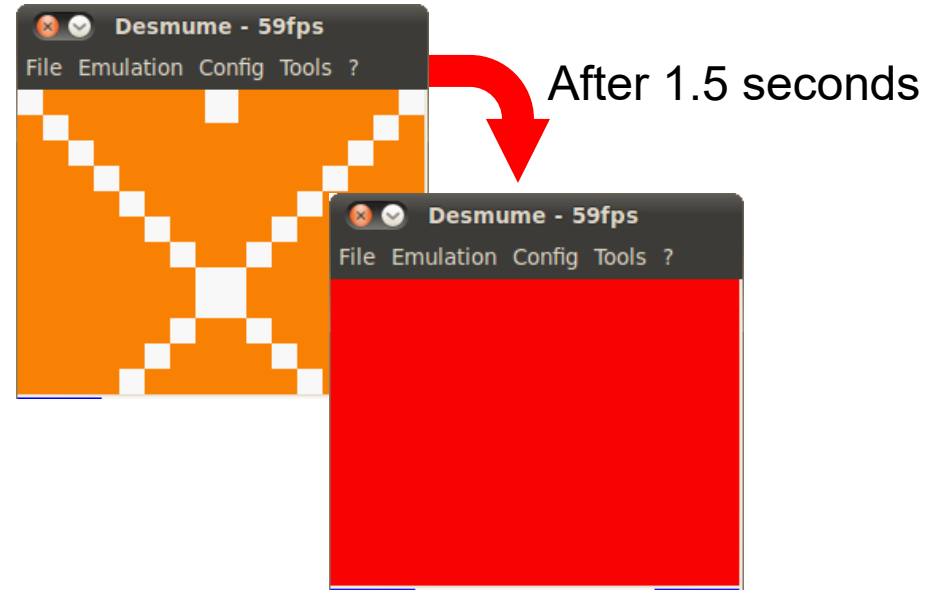 Desmume - 59fps
File Emulation Config Tools ?
After 1.5 seconds
Desmume - 59fps
File Emulation Config Tools ?